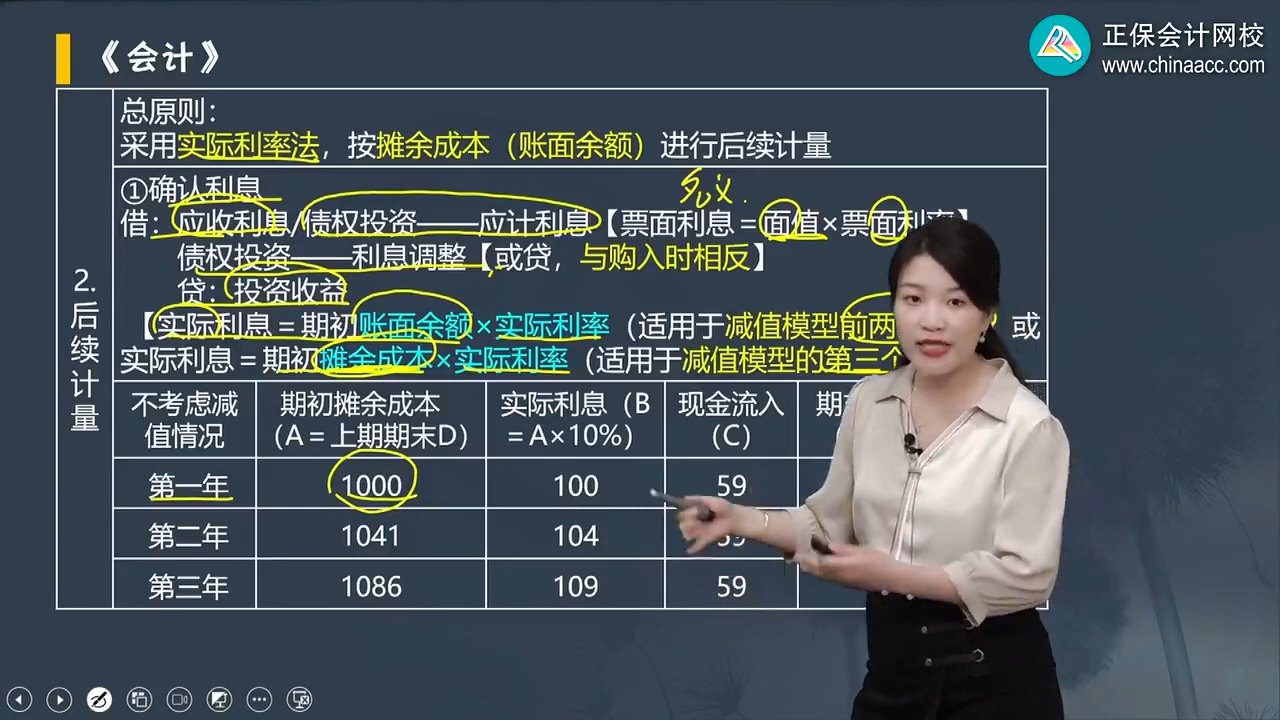 《会计》
正保会计网校
www.chinaacc.com
总原则：
采用实际利率法，按摊余成本（账面余额）进行后续计量
2.后续计量
①确认利息
名义
借：应收利息/债权投资——应计利息【票面利息＝面值×票面利率】
债权投资——利息调整【或贷，与购入时相反】
贷：投资收益
【实际利息＝期初账面余额×实际利率（适用于减值模型前两 或
实际利息＝期初摊余成本×实际利率（适用于减值模型的第三个
不考虑减值情况 期初摊余成本（A＝上期期末D） 实际利息（B＝A×10%） 现金流入（C） 期
第一年 1000 100 59
第二年 1041 104 59
第三年 1086 109 59